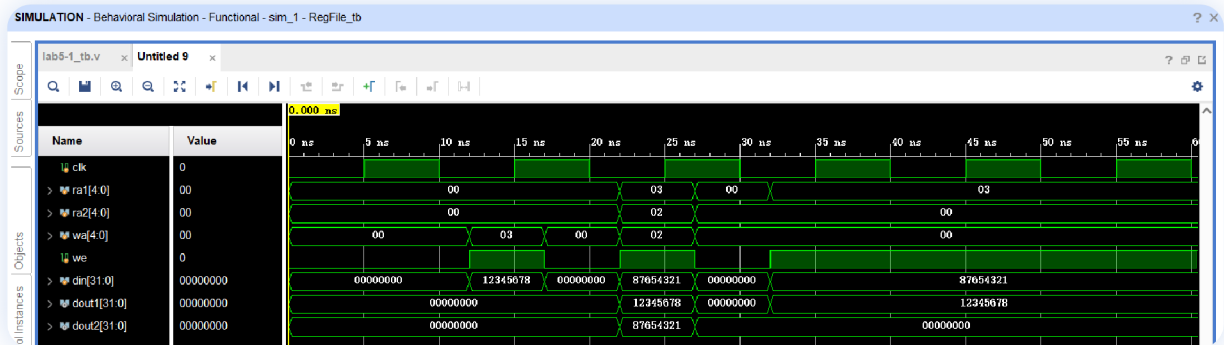 SIMULATION - Behavioral Simulation - Functional - sim_1 - RegFile_tb ? ×
lab5-1_tb.v × Untitled 9 × ?
Scope
Sources
Objects
ol Instances
0.000 ns
Name Value 0 ns 5 ns 10 ns 15 ns 20 ns 25 ns 30 ns 35 ns 40 ns 45 ns 50 ns 55 ns 6
clk 0
> ra1[4:0] 00 00 03 00 03
> ra2[4:0] 00 00 02 00
> wa[4:0] 00 00 03 00 02 00
we 0
> din[31:0] 00000000 00000000 12345678 00000000 87654321 00000000 87654321
> dout1[31:0] 00000000 00000000 12345678 00000000 12345678
> dout2[31:0] 00000000 00000000 87654321 00000000